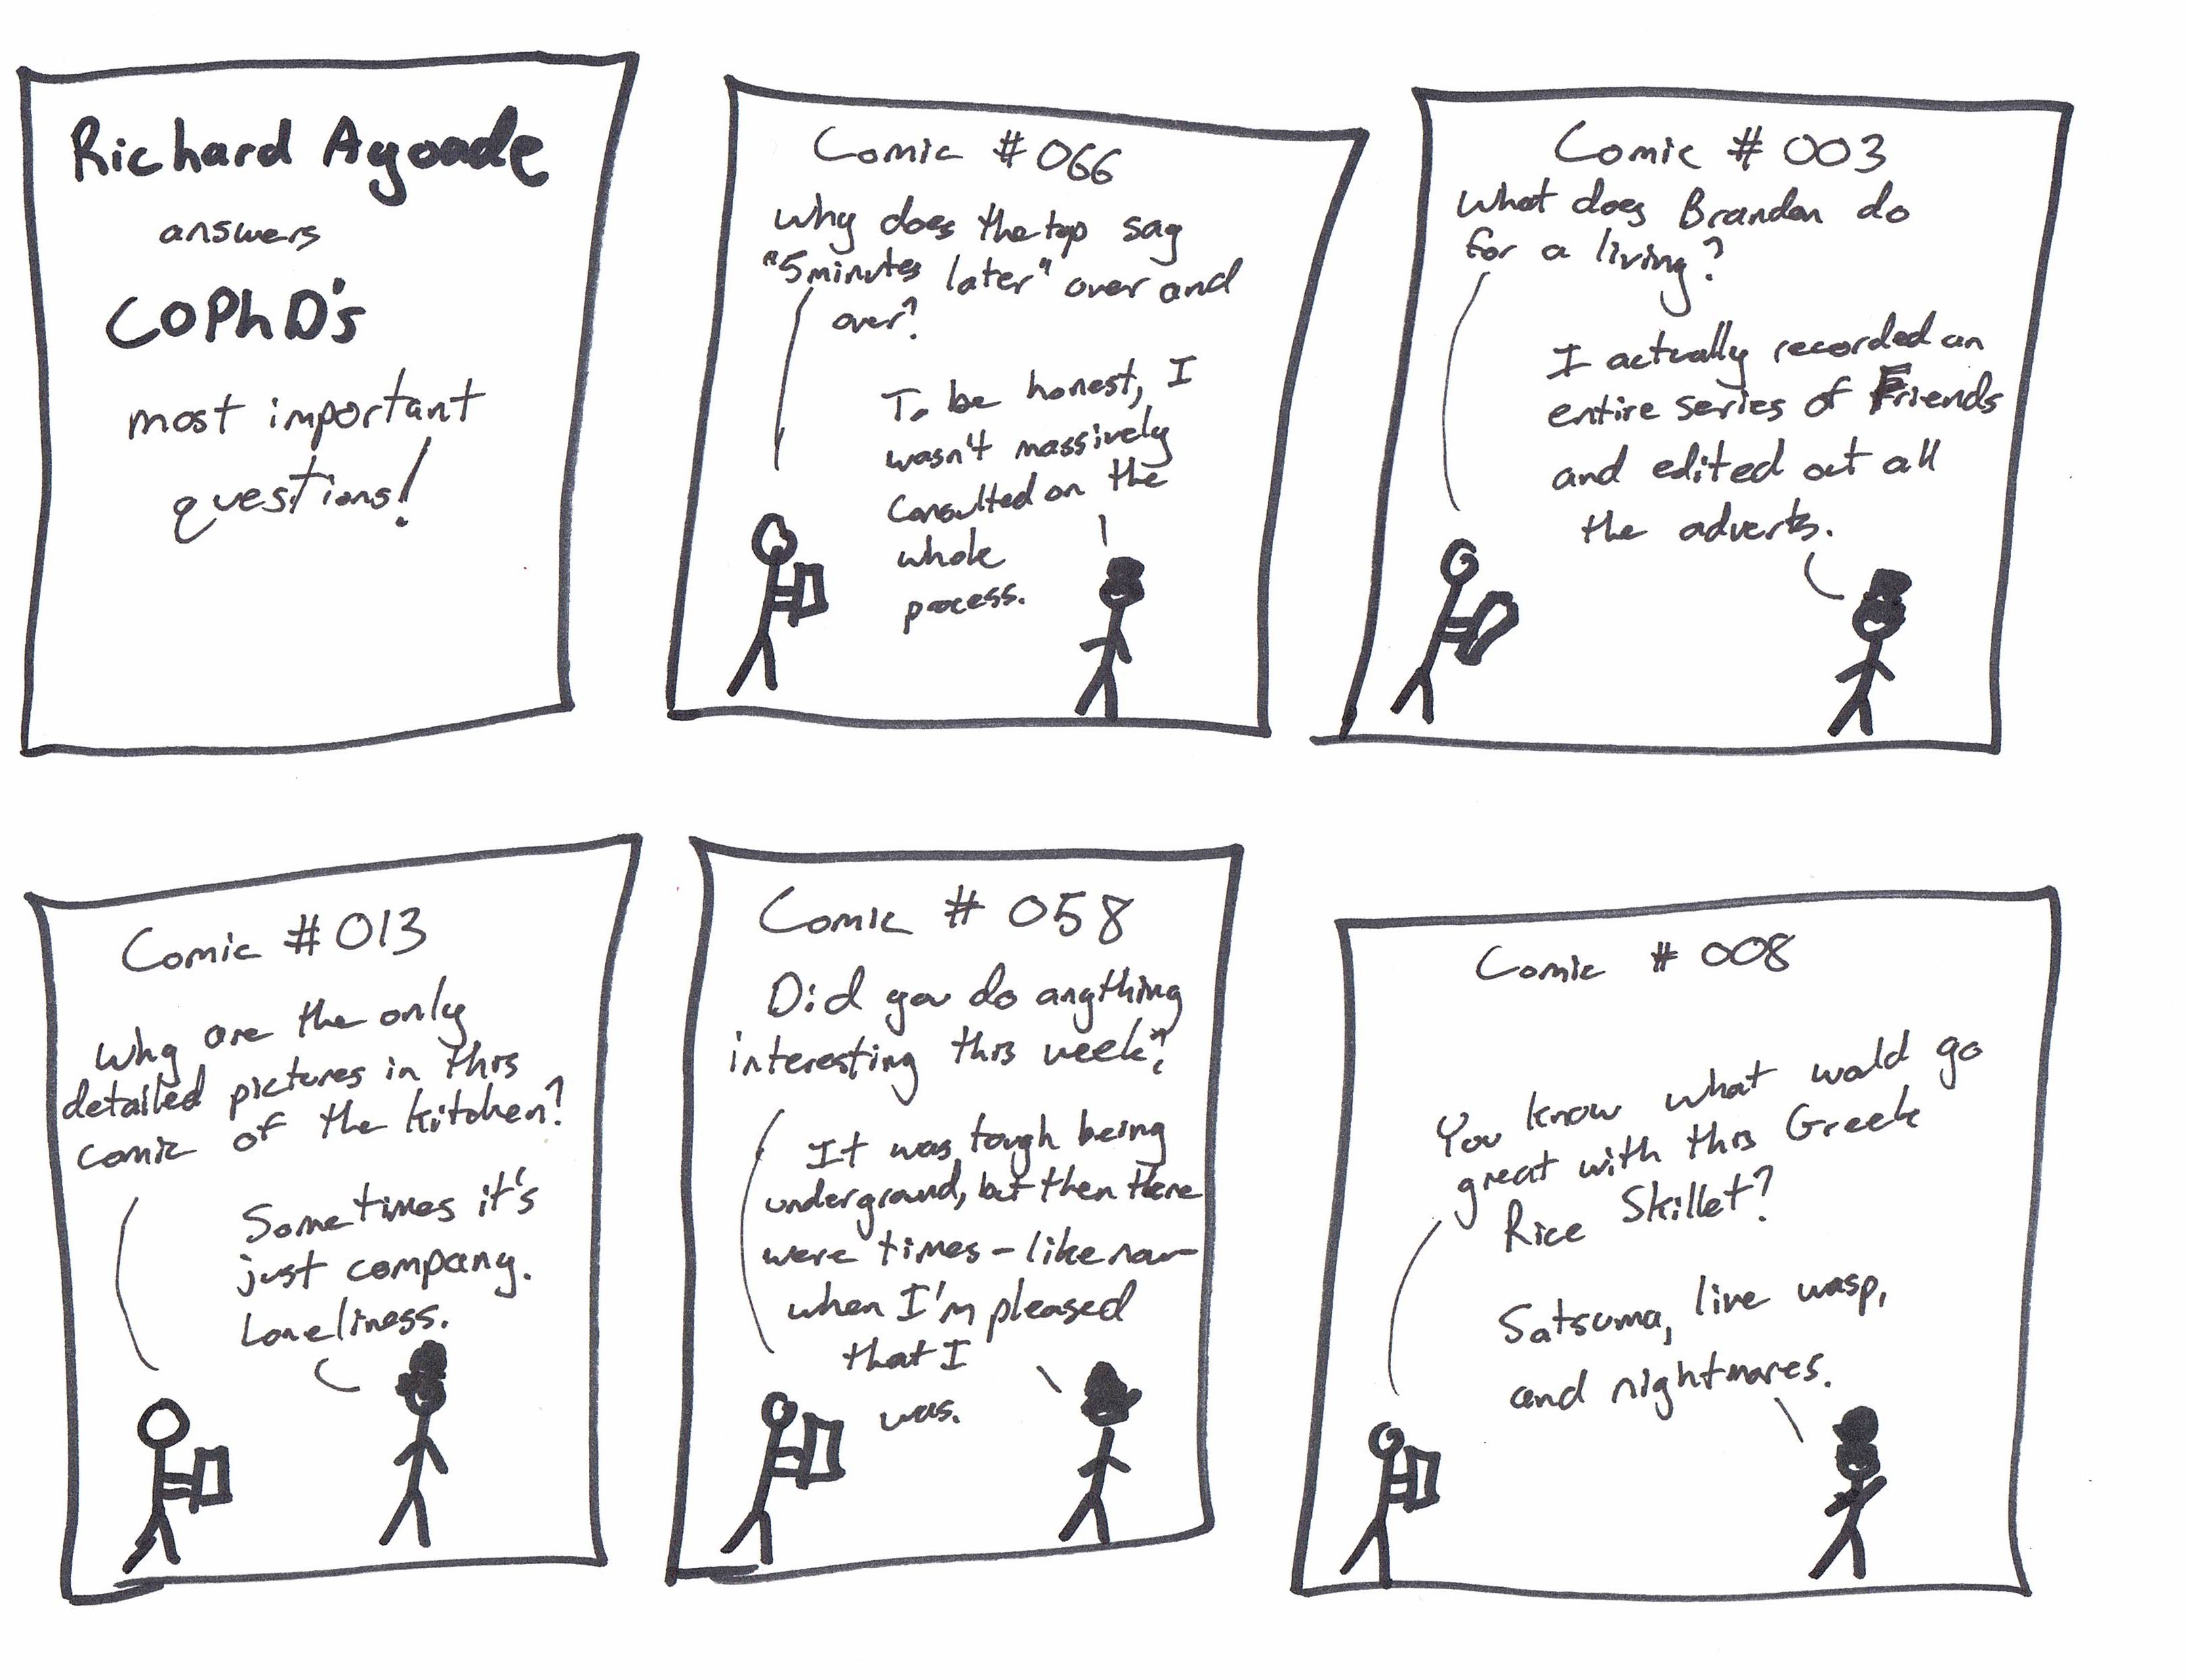 Richard Ayoade
answers
COPhD's
most important
questions!
Comic #066
Why does the top say
"5 minutes later" over and
over?
To be honest, I
wasn't massively
consulted on the
whole
process.
Comic #003
What does Brandon do
for a living?
I actually recorded an
entire series of Friends
and edited out all
the adverts.
Comic #013
Why are the only
detailed pictures in this
comic of the kitchen?
Sometimes it's
just company.
Loneliness.
Comic #058
Did you do anything
interesting this week?
It was tough being
underground, but then there
were times - like now -
when I'm pleased
that I
was.
Comic #008
You know what would go
great with this Greek
Rice Skillet?
Satsuma, live wasp,
and nightmares.